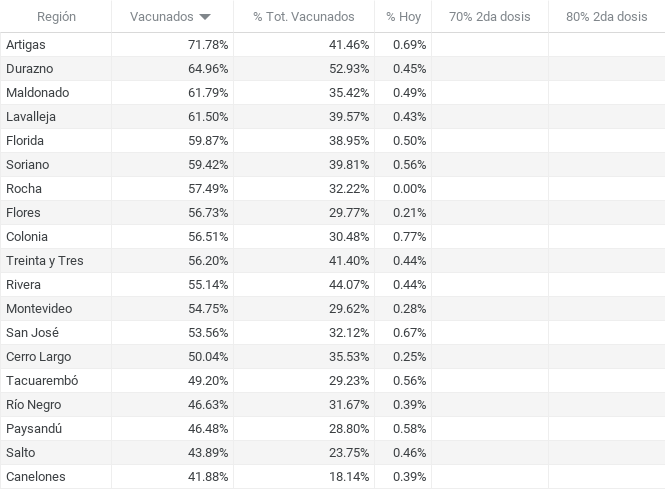 Región Vacunados % Tot. Vacunados % Hoy 70% 2da dosis 80% 2da dosis
Artigas 71.78% 41.46% 0.69%
Durazno 64.96% 52.93% 0.45%
Maldonado 61.79% 35.42% 0.49%
Lavalleja 61.50% 39.57% 0.43%
Florida 59.87% 38.95% 0.50%
Soriano 59.42% 39.81% 0.56%
Rocha 57.49% 32.22% 0.00%
Flores 56.73% 29.77% 0.21%
Colonia 56.51% 30.48% 0.77%
Treinta y Tres 56.20% 41.40% 0.44%
Rivera 55.14% 44.07% 0.44%
Montevideo 54.75% 29.62% 0.28%
San José 53.56% 32.12% 0.67%
Cerro Largo 50.04% 35.53% 0.25%
Tacuarembó 49.20% 29.23% 0.56%
Río Negro 46.63% 31.67% 0.39%
Paysandú 46.48% 28.80% 0.58%
Salto 43.89% 23.75% 0.46%
Canelones 41.88% 18.14% 0.39%